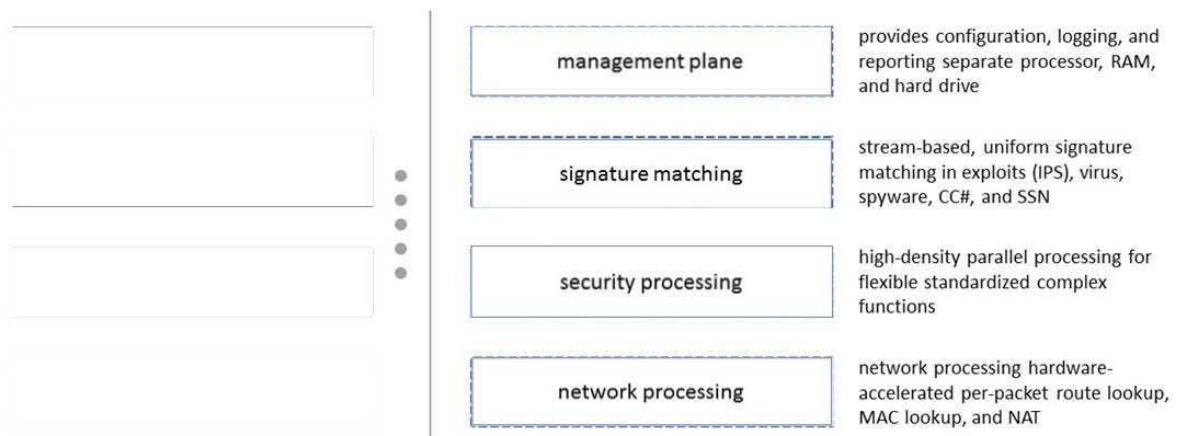 management plane
provides configuration, logging, and
reporting separate processor, RAM,
and hard drive
signature matching
stream-based, uniform signature
matching in exploits (IPS), virus,
spyware, CC#, and SSN
security processing
high-density parallel processing for
flexible standardized complex
functions
network processing
network processing hardware-
accelerated per-packet route lookup,
MAC lookup, and NAT